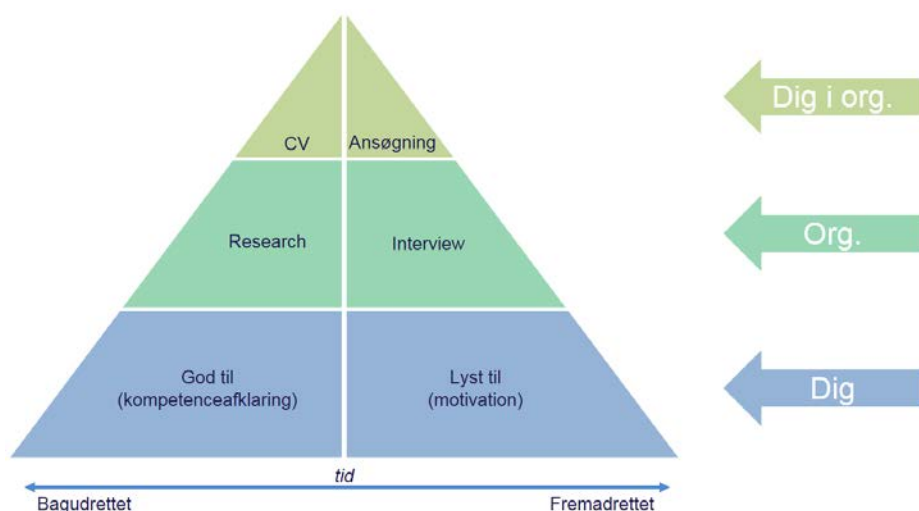 CV
Ansøgning
Dig i org.
Research
Interview
Org.
God til
(kompetenceafklaring)
Lyst til
(motivation)
Dig
tid
Bagudrettet
Fremadrettet